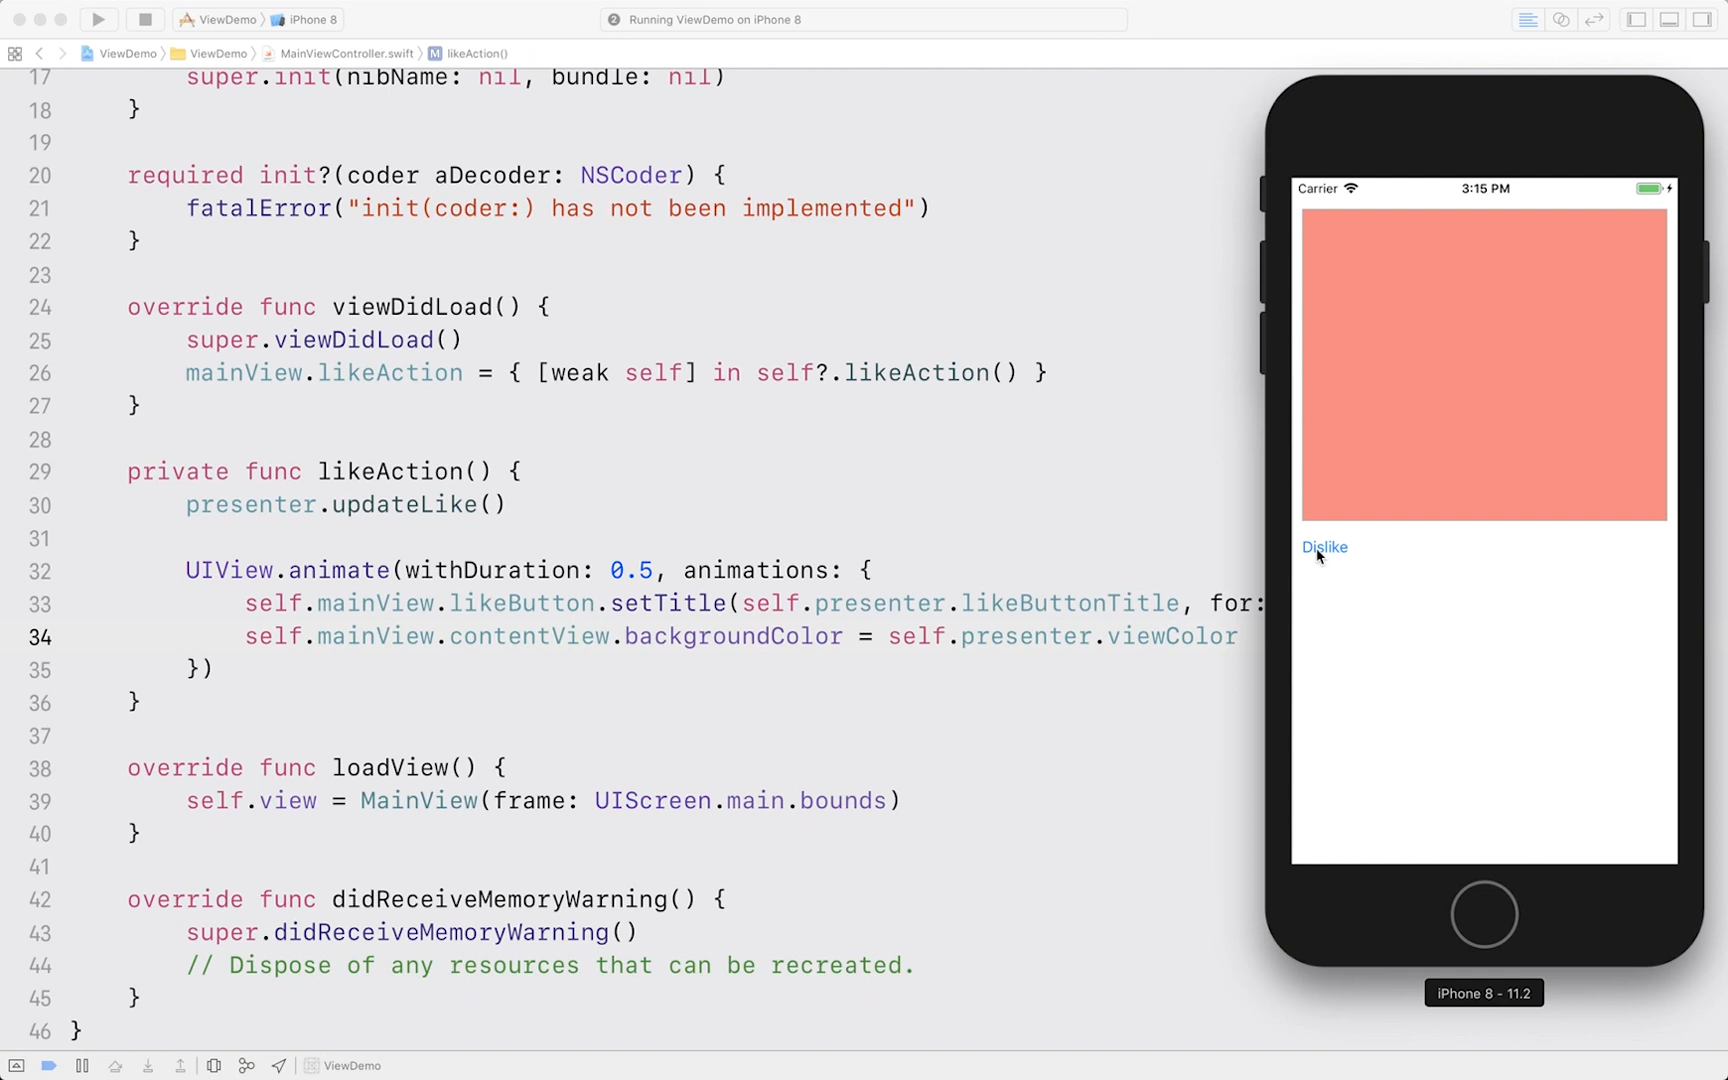 ViewDemo iPhone 8
2 Running ViewDemo on iPhone 8
ViewDemo ViewDemo MainViewController.swift M likeAction()
17 super.init(nibName: nil, bundle: nil)
18 }
19
20 required init?(coder aDecoder: NSCoder) {
21 fatalError("init(coder:) has not been implemented")
22 }
23
24 override func viewDidLoad() {
25 super.viewDidLoad()
26 mainView.likeAction = { [weak self] in self?.likeAction() }
27 }
28
29 private func likeAction() {
30 presenter.updateLike()
31
32 UIView.animate(withDuration: 0.5, animations: {
33 self.mainView.likeButton.setTitle(self.presenter.likeButtonTitle, for:
34 self.mainView.contentView.backgroundColor = self.presenter.viewColor
35 })
36 }
37
38 override func loadView() {
39 self.view = MainView(frame: UIScreen.main.bounds)
40 }
41
42 override func didReceiveMemoryWarning() {
43 super.didReceiveMemoryWarning()
44 // Dispose of any resources that can be recreated.
45 }
46 }
Carrier 3:15 PM
Dislike
iPhone 8 - 11.2
ViewDemo